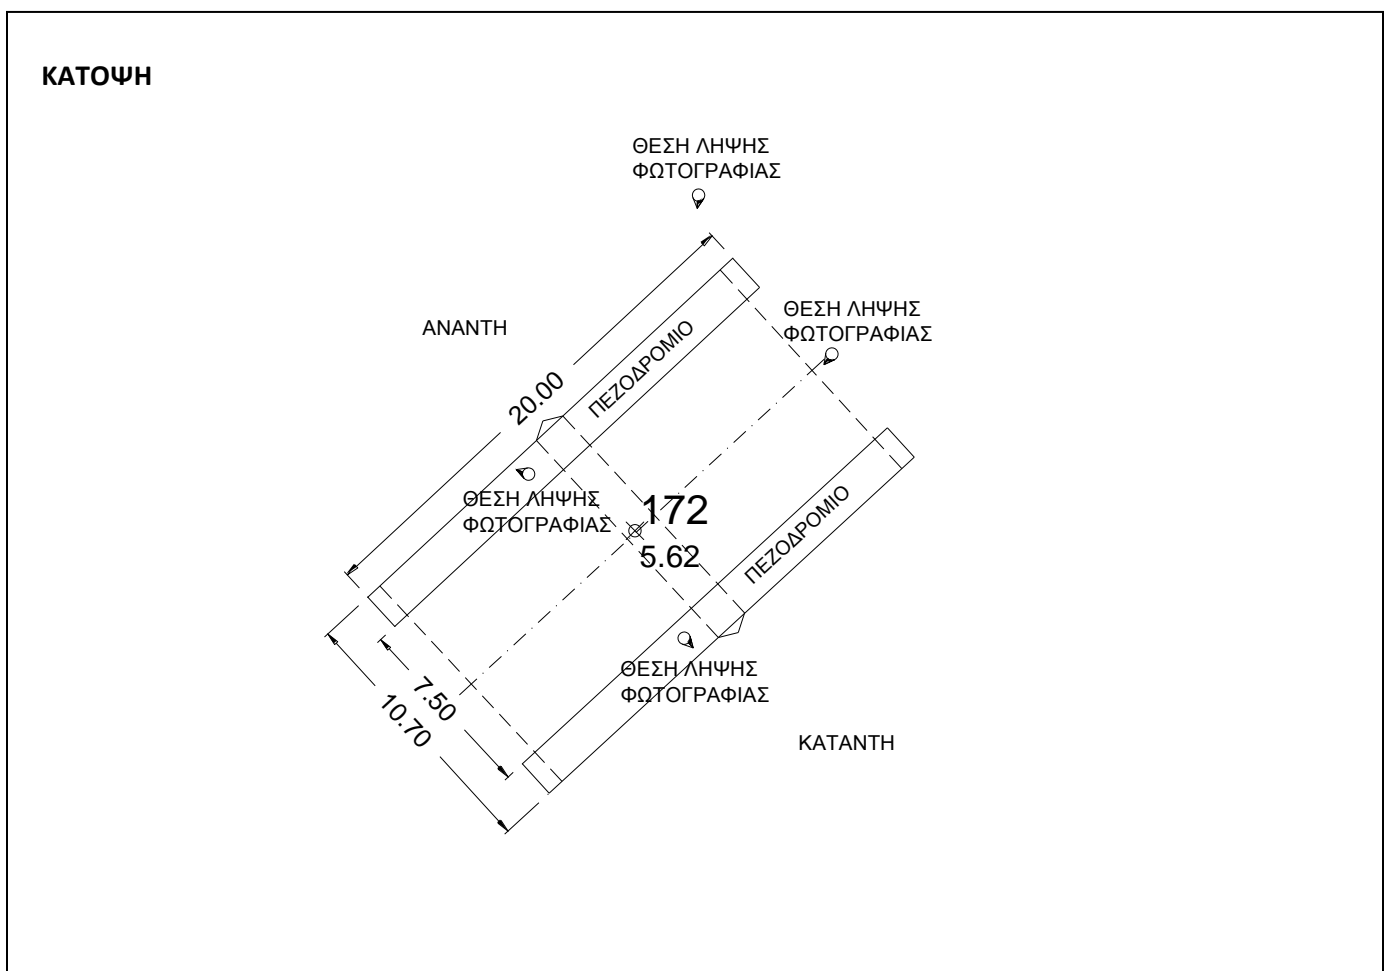 ΚΑΤΟΨΗ
ΘΕΣΗ ΛΗΨΗΣ
ΦΩΤΟΓΡΑΦΙΑΣ
ΑΝΑΝΤΗ
ΘΕΣΗ ΛΗΨΗΣ
ΦΩΤΟΓΡΑΦΙΑΣ
ΠΕΖΟΔΡΟΜΙΟ
20.00
ΘΕΣΗ ΛΗΨΗΣ
ΦΩΤΟΓΡΑΦΙΑΣ
172
5.62
ΠΕΖΟΔΡΟΜΙΟ
ΘΕΣΗ ΛΗΨΗΣ
ΦΩΤΟΓΡΑΦΙΑΣ
7.50
10.70
ΚΑΤΑΝΤΗ